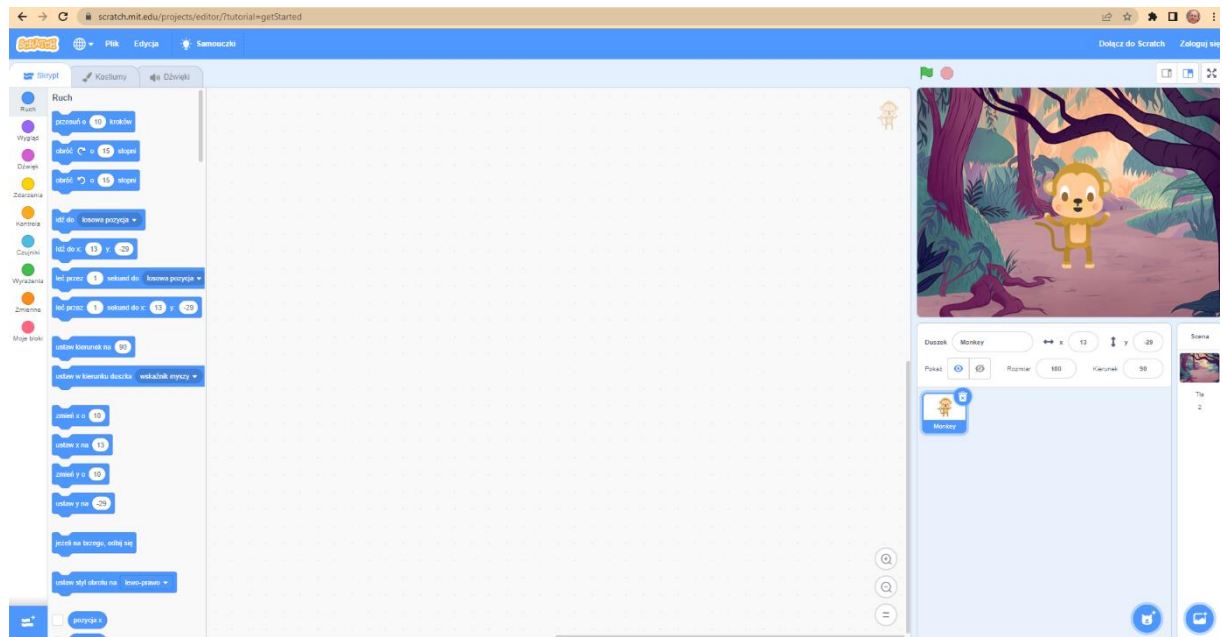 scratch.mit.edu/projects/editor/?tutorial=getStarted
SCRATCH Plik Edycja Samouczki Dołącz do Scratch Zaloguj się
Skrypt Kostiumy Dźwięki
Ruch
Wygląd
Dźwięk
Zdarzenia
Kontrola
Czujniki
Wyrażenia
Zmienne
Moje bloki
Ruch
przesuń o 10 kroków
obróć o 15 stopni
obróć o 15 stopni
idź do losowa pozycja
idź do x: 13 y: -29
leć przez 1 sekund do losowa pozycja
leć przez 1 sekund do x: 13 y: -29
ustaw kierunek na 90
ustaw w kierunku duszka wskaźnik myszy
zmień x o 10
ustaw x na 13
zmień y o 10
ustaw y na -29
jeżeli na brzegu, odbij się
ustaw styl obrotu na lewo-prawo
pozycja x
Duszek Monkey x 13 y -29
Pokaż Rozmiar 100 Kierunek 90
Monkey
Scena
Tła
2